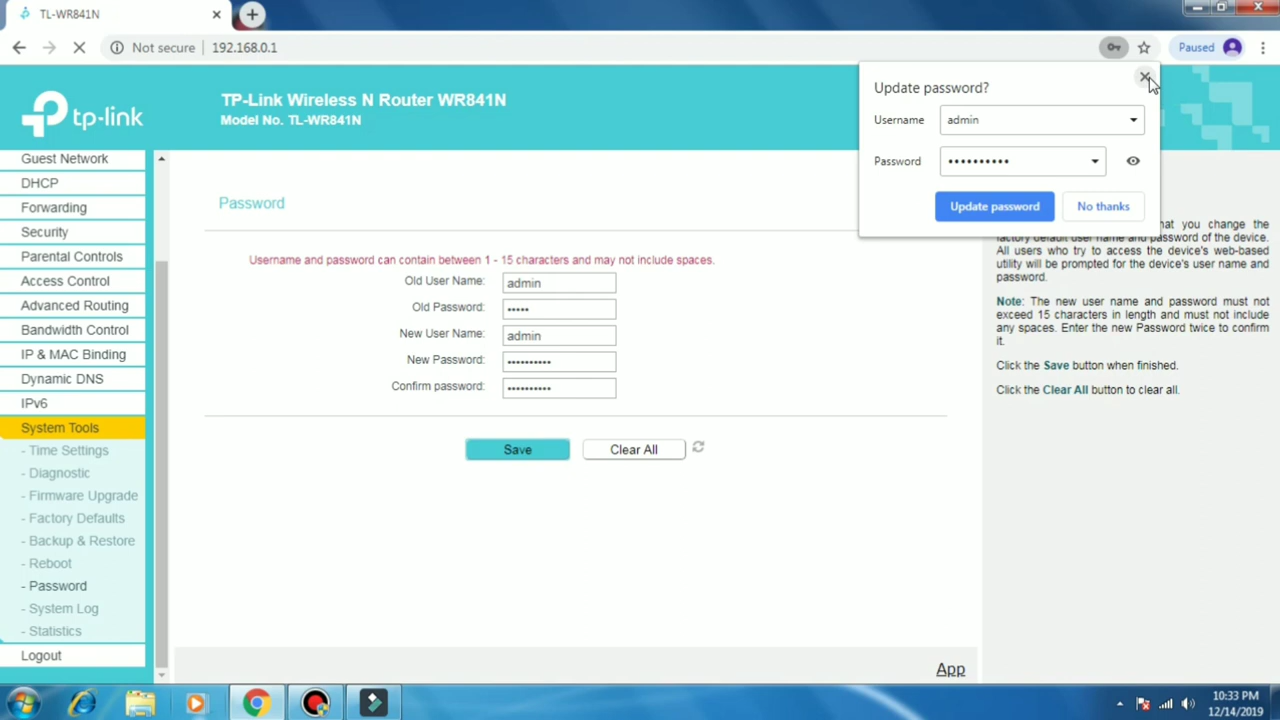 TL-WR841N
Not secure
192.168.0.1
Paused
tp-link
TP-Link Wireless N Router WR841N
Model No. TL-WR841N
Update password?
Username
admin
Password
••••••••••
Update password
No thanks
Guest Network
DHCP
Forwarding
Security
Parental Controls
Access Control
Advanced Routing
Bandwidth Control
IP & MAC Binding
Dynamic DNS
IPv6
System Tools
- Time Settings
- Diagnostic
- Firmware Upgrade
- Factory Defaults
- Backup & Restore
- Reboot
- Password
- System Log
- Statistics
Logout
Password
Username and password can contain between 1 - 15 characters and may not include spaces.
Old User Name:
admin
Old Password:
•••••
New User Name:
admin
New Password:
••••••••••
Confirm password:
••••••••••
Save
Clear All
App
you change the
factory default user name and password of the device.
All users who try to access the device's web-based
utility will be prompted for the device's user name and
password.
Note: The new user name and password must not
exceed 15 characters in length and must not include
any spaces. Enter the new Password twice to confirm
it.
Click the Save button when finished.
Click the Clear All button to clear all.
10:33 PM
12/14/2019